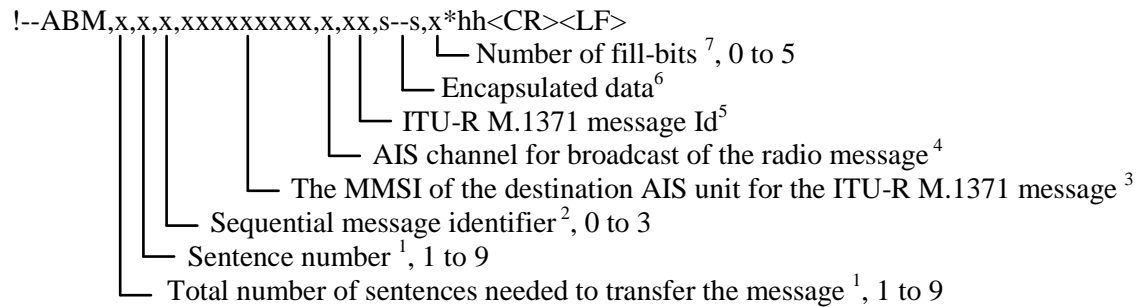 !--ABM,x,x,x,xxxxxxxxx,x,xx,s--s,x*hh<CR><LF>
Number of fill-bits 7, 0 to 5
Encapsulated data6
ITU-R M.1371 message Id5
AIS channel for broadcast of the radio message 4
The MMSI of the destination AIS unit for the ITU-R M.1371 message 3
Sequential message identifier 2, 0 to 3
Sentence number 1, 1 to 9
Total number of sentences needed to transfer the message 1, 1 to 9